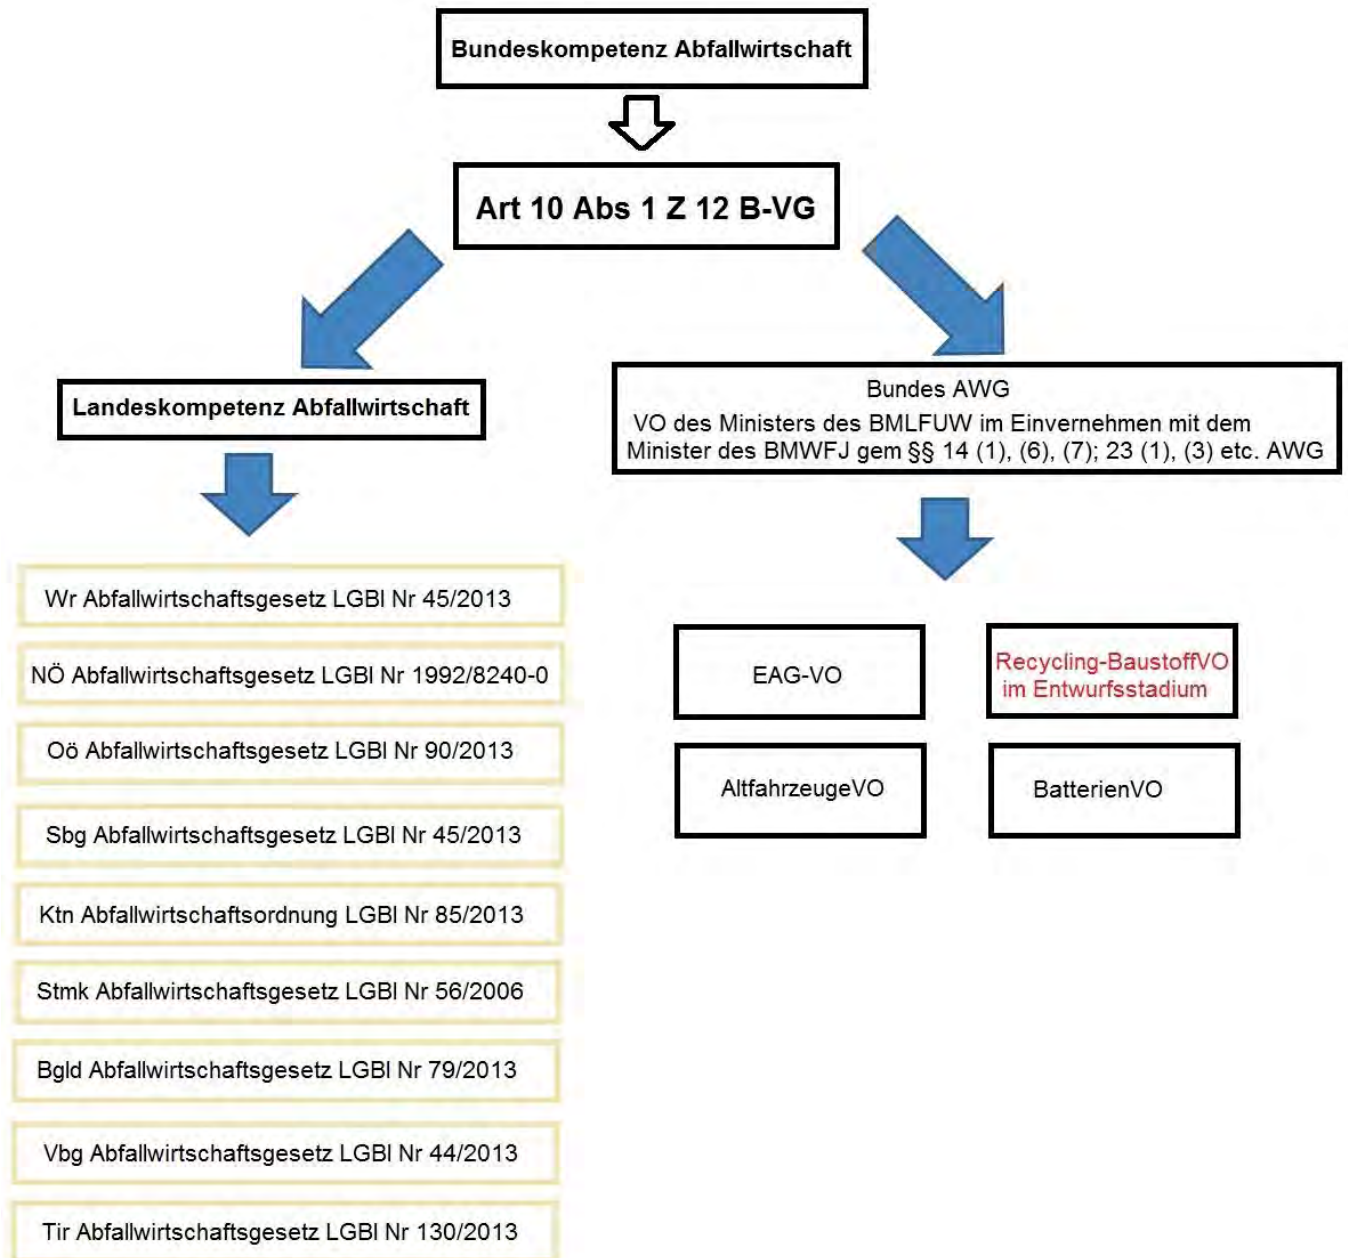 Bundeskompetenz Abfallwirtschaft
Art 10 Abs 1 Z 12 B-VG
Landeskompetenz Abfallwirtschaft
Wr Abfallwirtschaftsgesetz LGBl Nr 45/2013
NÖ Abfallwirtschaftsgesetz LGBl Nr 1992/8240-0
Oö Abfallwirtschaftsgesetz LGBl Nr 90/2013
Sbg Abfallwirtschaftsgesetz LGBl Nr 45/2013
Ktn Abfallwirtschaftsordnung LGBl Nr 85/2013
Stmk Abfallwirtschaftsgesetz LGBl Nr 56/2006
Bgld Abfallwirtschaftsgesetz LGBl Nr 79/2013
Vbg Abfallwirtschaftsgesetz LGBl Nr 44/2013
Tir Abfallwirtschaftsgesetz LGBl Nr 130/2013
Bundes AWG
VO des Ministers des BMLFUW im Einvernehmen mit dem
Minister des BMWFJ gem §§ 14 (1), (6), (7); 23 (1), (3) etc. AWG
EAG-VO
Recycling-BaustoffVO
im Entwurfsstadium
AltfahrzeugeVO
BatterienVO